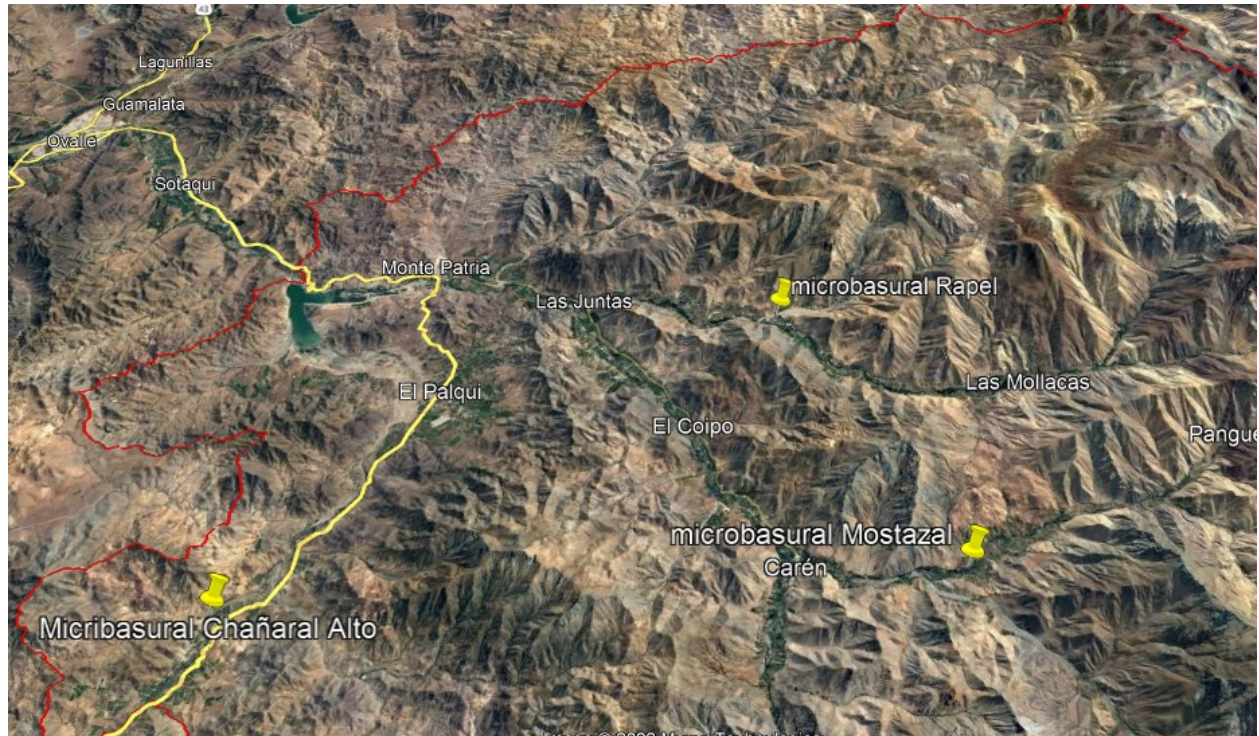 43
Lagunillas
Guamalata
Ovalle
Sotaqui
Monte Patria
Las Juntas
microbasural Rapel
El Palqui
Las Mollacas
El Coipo
Pangue
microbasural Mostazal
Carén
Micribasural Chañaral Alto